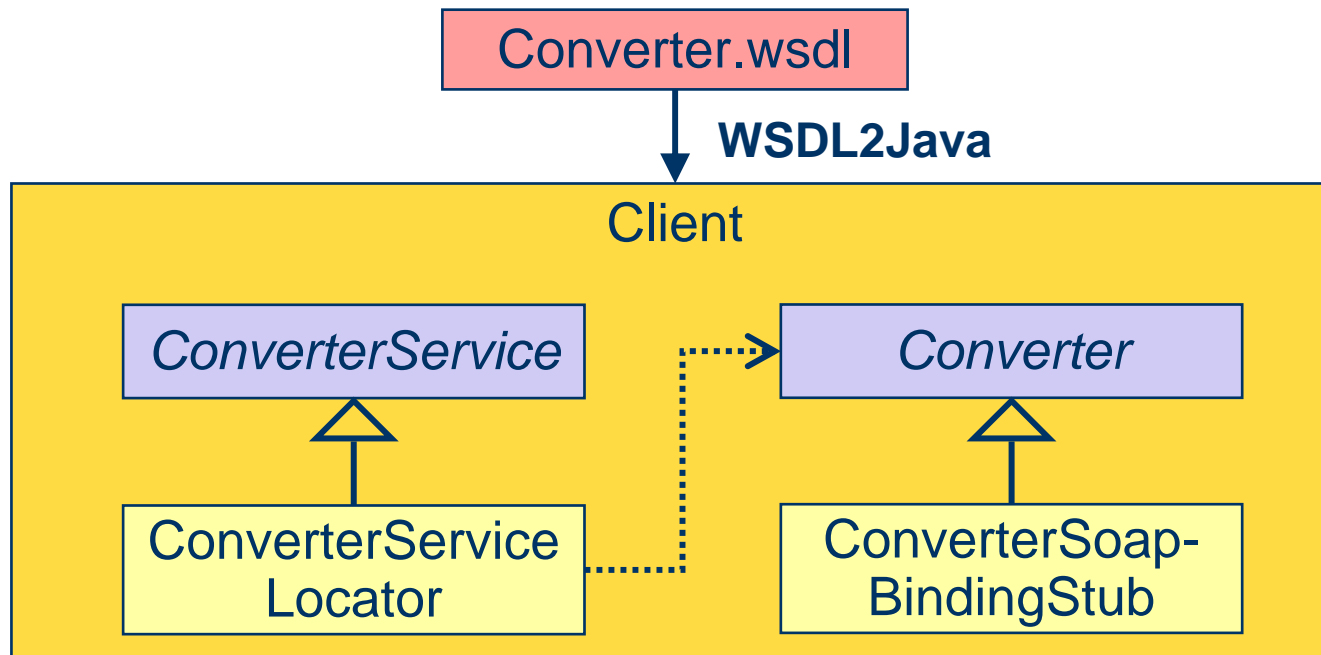 Converter.wsdl
WSDL2Java
Client
ConverterService
Converter
ConverterService
Locator
ConverterSoap-
BindingStub